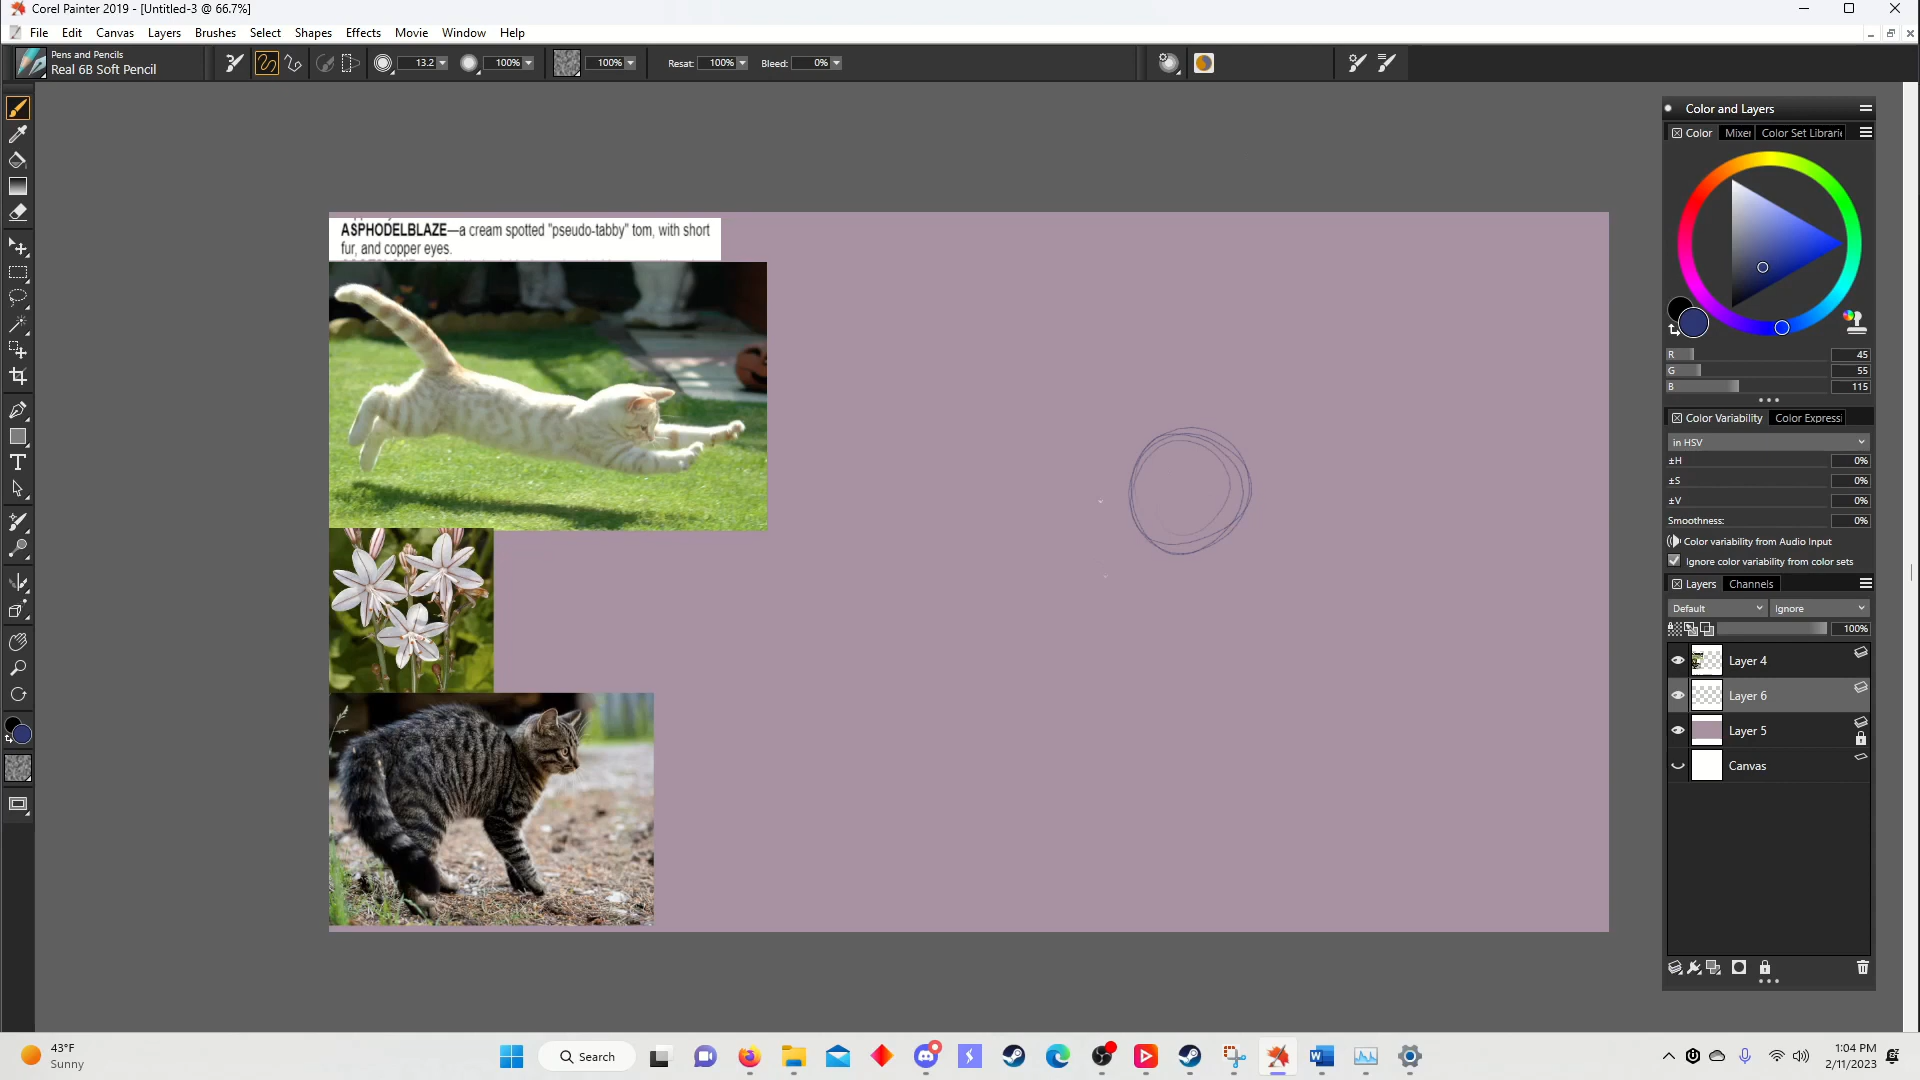 Corel Painter 2019 - [Untitled-3 @ 66.7%]
File Edit Canvas Layers Brushes Select Shapes Effects Movie Window Help
Pens and Pencils
Real 6B Soft Pencil
13.2 100% 100% Resat: 100% Bleed: 0%
Color and Layers
Color Mixer Color Set Librari
ASPHODELBLAZE—a cream spotted "pseudo-tabby" tom, with short
fur, and copper eyes.
R 45
G 55
B 115
Color Variability Color Expressi
in HSV
±H 0%
±S 0%
±V 0%
Smoothness: 0%
Color variability from Audio Input
Ignore color variability from color sets
Layers Channels
Default Ignore
100%
Layer 4
Layer 6
Layer 5
Canvas
43°F
Sunny
Search
1:04 PM
2/11/2023